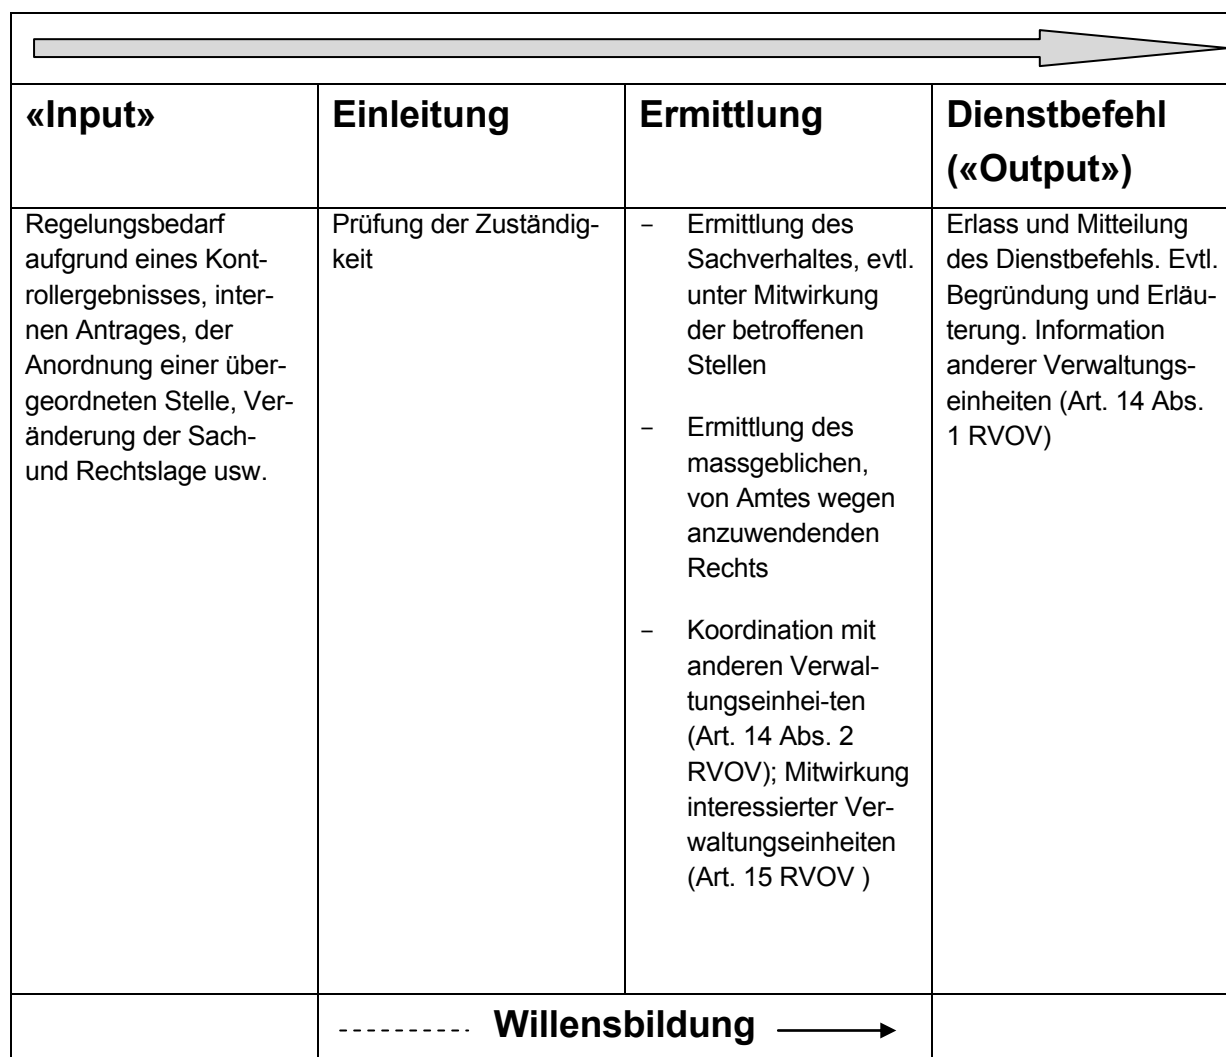 «Input»
Einleitung
Ermittlung
Dienstbefehl
(«Output»)
Regelungsbedarf
aufgrund eines Kont-
rollergebnisses, inter-
nen Antrages, der
Anordnung einer über-
geordneten Stelle, Ver-
änderung der Sach-
und Rechtslage usw.
Prüfung der Zuständig-
keit
– Ermittlung des
Sachverhaltes, evtl.
unter Mitwirkung
der betroffenen
Stellen
– Ermittlung des
massgeblichen,
von Amtes wegen
anzuwendenden
Rechts
– Koordination mit
anderen Verwal-
tungseinhei-ten
(Art. 14 Abs. 2
RVOV); Mitwirkung
interessierter Ver-
waltungseinheiten
(Art. 15 RVOV )
Erlass und Mitteilung
des Dienstbefehls. Evtl.
Begründung und Erläu-
terung. Information
anderer Verwaltungs-
einheiten (Art. 14 Abs.
1 RVOV)
Willensbildung